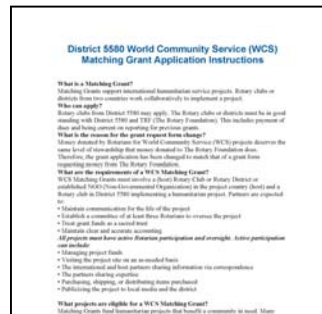 District 5580 World Community Service (WCS)
Matching Grant Application Instructions
What is a Matching Grant?
Matching Grants support international humanitarian service projects. Rotary clubs or
districts from two countries work collaboratively to implement a project.
Who can apply?
Rotary clubs from District 5580 may apply. The Rotary clubs or districts must be in good
standing with District 5580 and TRF (The Rotary Foundation). This includes payment of
dues and being current on reporting for previous grants.
What is the reason for the grant request form change?
Money donated by Rotarians for World Community Service (WCS) projects deserves the
same level of stewardship that money donated to The Rotary Foundation does.
Therefore, the grant application has been changed to match that of a grant form
requesting money from The Rotary Foundation.
What are the requirements of a WCS Matching Grant?
WCS Matching Grants must involve a (host) Rotary Club or Rotary District or
established NGO (Non-Governmental Organization) in the project country (host) and a
Rotary club in District 5580 implementing a humanitarian project. Partners are expected
to:
• Maintain communication for the life of the project
• Establish a committee of at least three Rotarians to oversee the project
• Treat grant funds as a sacred trust
• Maintain clear and accurate accounting
All projects must have active Rotarian participation and oversight. Active participation
can include:
• Managing project funds
• Visiting the project site on an as-needed basis
• The international and host partners sharing information via correspondence
• The partners sharing expertise
• Purchasing, shipping, or distributing items purchased
• Publicizing the project to local media and the district
What projects are eligible for a WCS Matching Grant?
Matching Grants fund humanitarian projects that benefit a community in need. Many